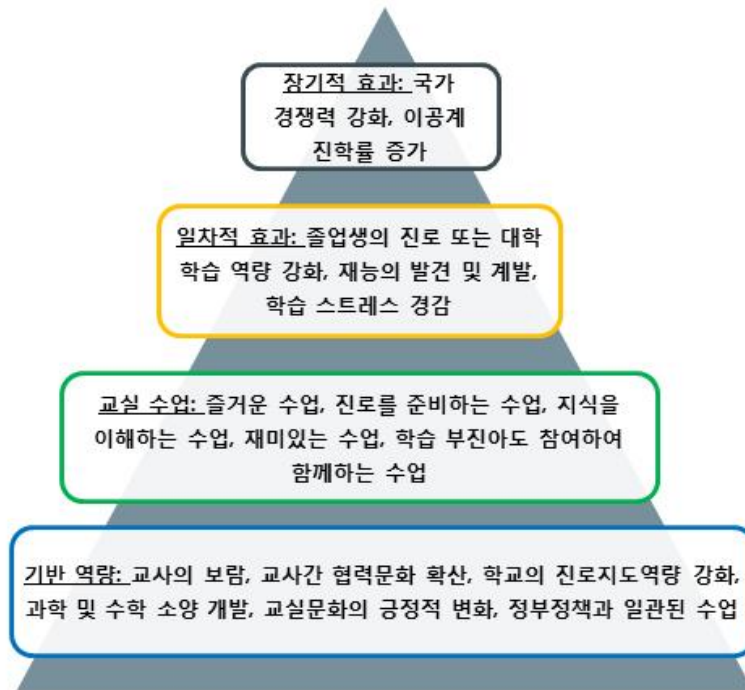 장기적 효과: 국가
경쟁력 강화, 이공계
진학률 증가
일차적 효과: 졸업생의 진로 또는 대학
학습 역량 강화, 재능의 발견 및 계발,
학습 스트레스 경감
교실 수업: 즐거운 수업, 진로를 준비하는 수업, 지식을
이해하는 수업, 재미있는 수업, 학습 부진아도 참여하여
함께하는 수업
기반 역량: 교사의 보람, 교사간 협력문화 확산, 학교의 진로지도역량 강화,
과학 및 수학 소양 개발, 교실문화의 긍정적 변화, 정부정책과 일관된 수업